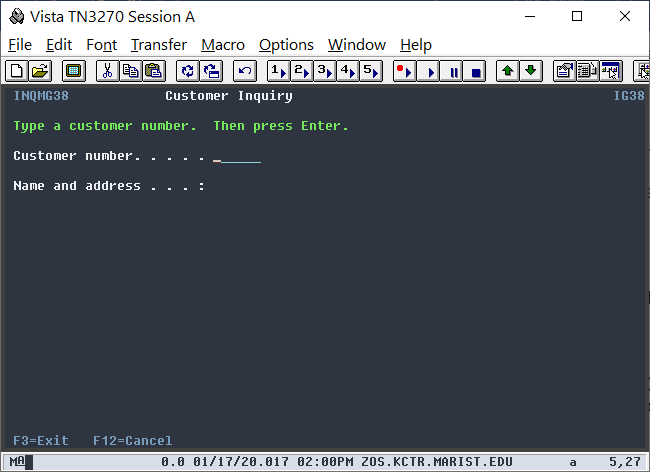 Vista TN3270 Session A
File Edit Font Transfer Macro Options Window Help
1 2 3 4 5
INQMG38 Customer Inquiry IG38
Type a customer number. Then press Enter.
Customer number. . . . . ______
Name and address . . . :
F3=Exit F12=Cancel
MA 0.0 01/17/20.017 02:00PM ZOS.KCTR.MARIST.EDU a 5,27